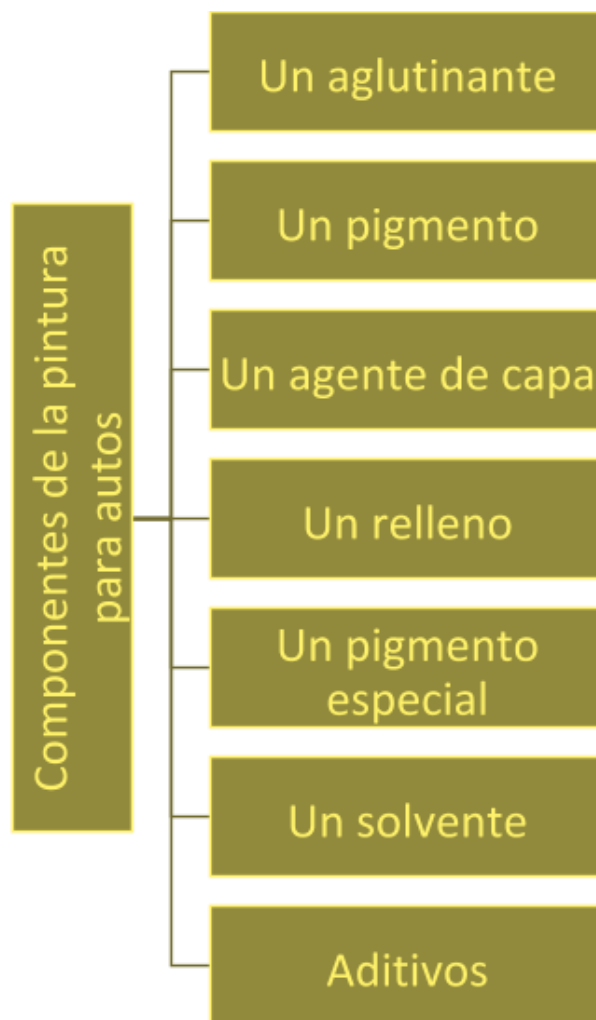 Componentes de la pintura
para autos
Un aglutinante
Un pigmento
Un agente de capa
Un relleno
Un pigmento
especial
Un solvente
Aditivos